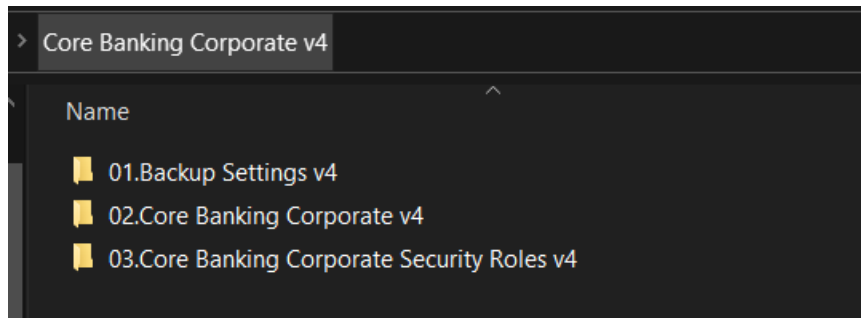 Core Banking Corporate v4
Name
01.Backup Settings v4
02.Core Banking Corporate v4
03.Core Banking Corporate Security Roles v4